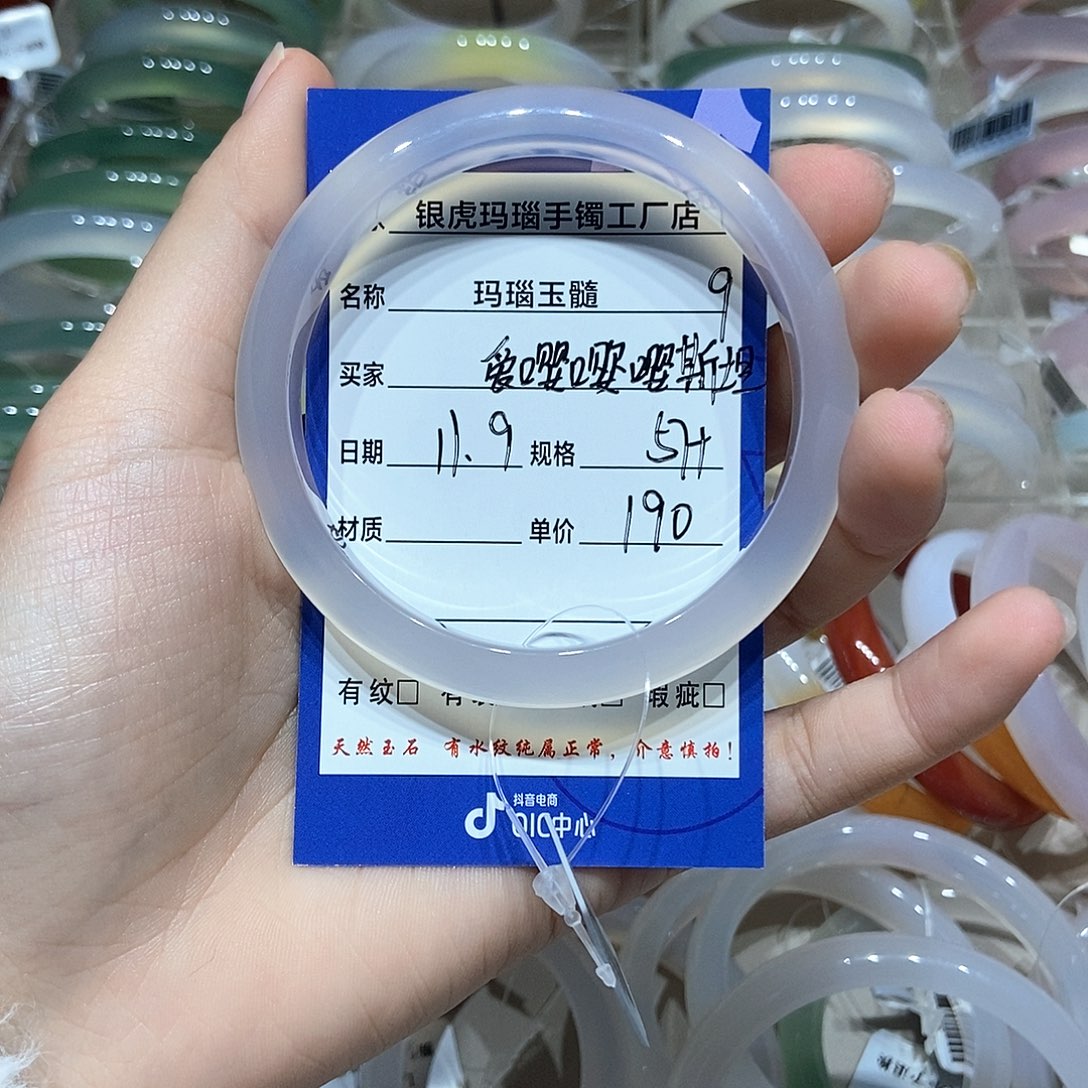 银虎玛瑙手镯工厂店
名称 玛瑙玉髓 9
买家 爱嘤嘤嘤斯坦
日期 11.9 规格 57+
材质 单价 190
有纹□ 瑕疵□
天然玉石 有水纹纯属正常，介意慎拍！
抖音电商
QIC中心